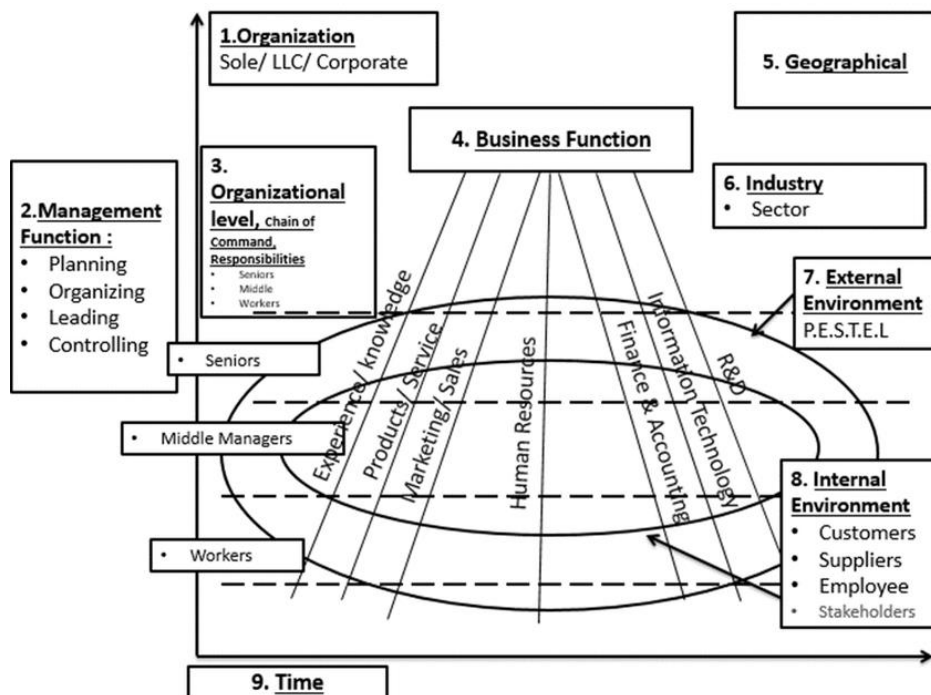 1.Organization
Sole/ LLC/ Corporate
5. Geographical
4. Business Function
2.Management
Function :
• Planning
• Organizing
• Leading
• Controlling
3.
Organizational
level, Chain of
Command,
Responsibilities
• Seniors
• Middle
• Workers
6. Industry
• Sector
7. External
Environment
P.E.S.T.E.L
• Seniors
• Middle Managers
• Workers
Experience/ knowledge
Products/ Service
Marketing/ Sales
Human Resources
Finance & Accounting
Information Technology
R&D
8. Internal
Environment
• Customers
• Suppliers
• Employee
• Stakeholders
9. Time